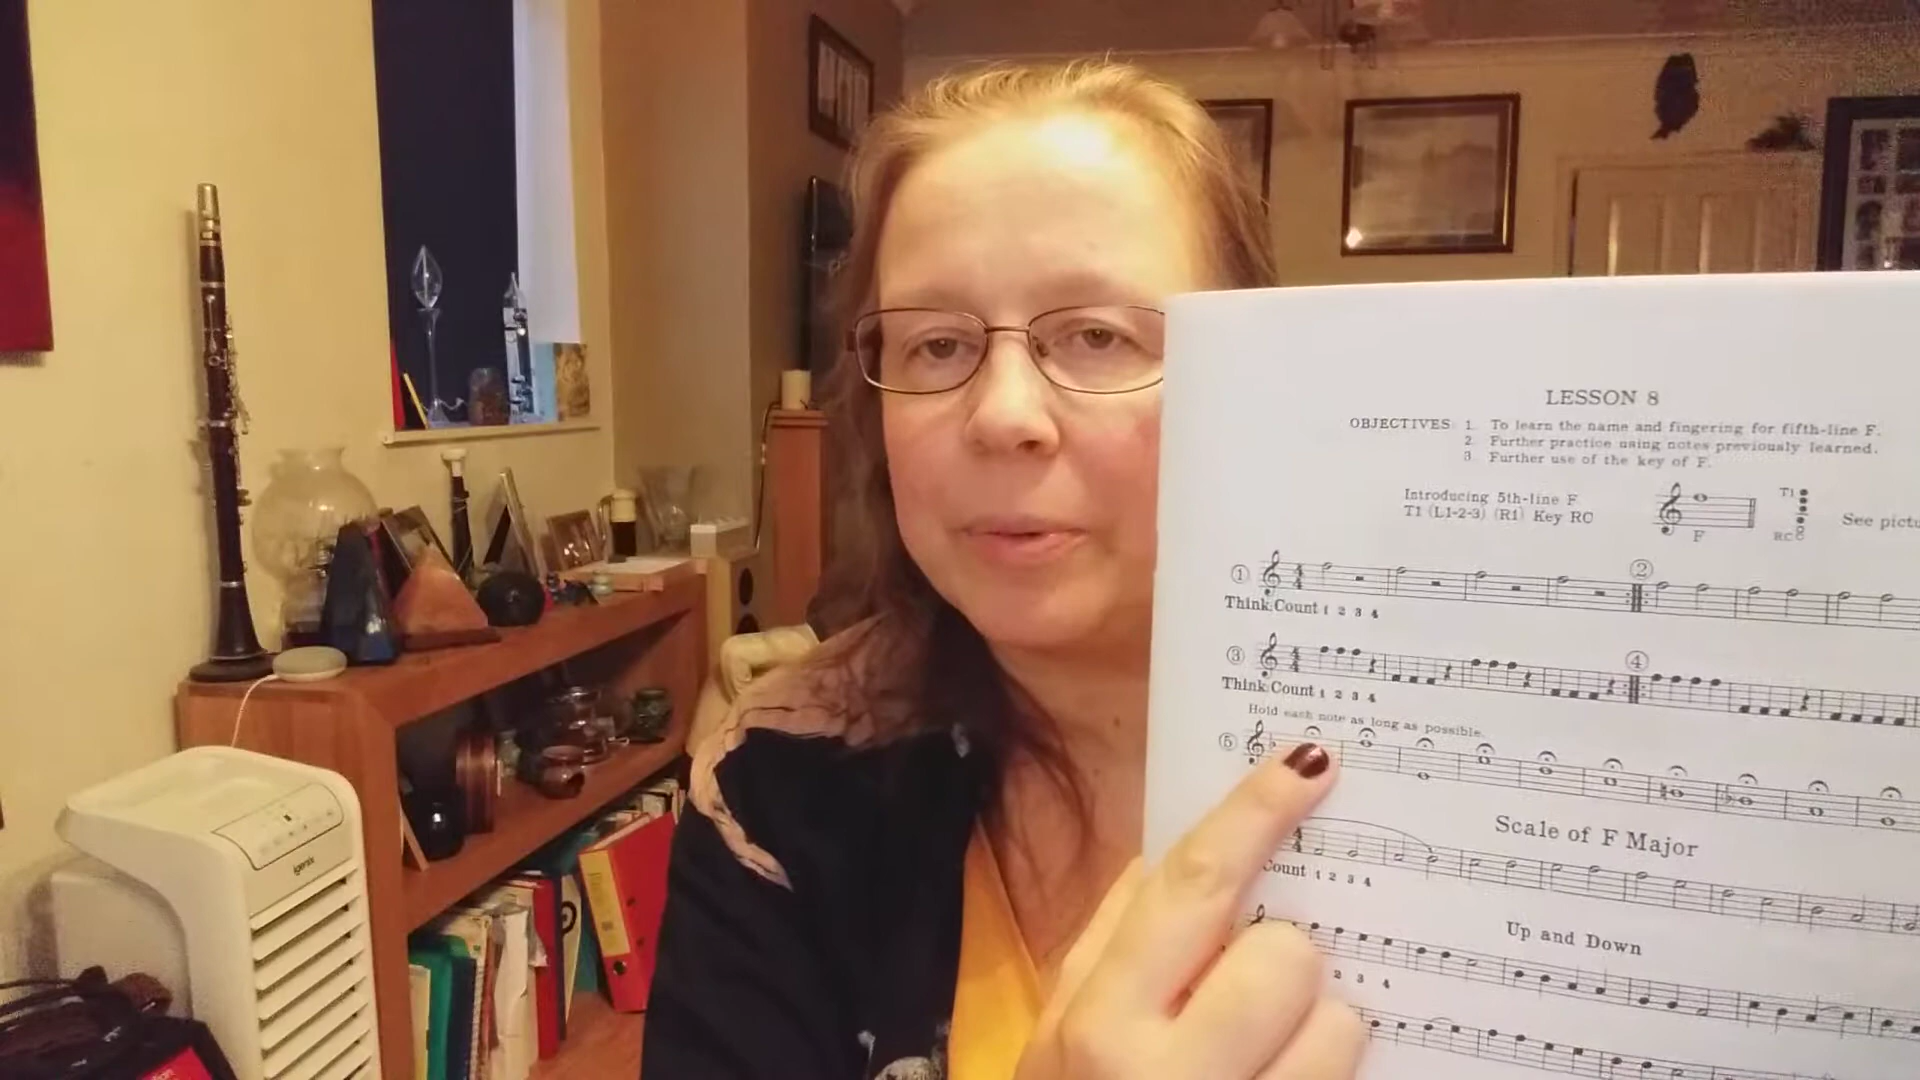 LESSON 8
OBJECTIVES 1. To learn the name and fingering for fifth-line F.
2. Further practice using notes previously learned.
3. Further use of the key of F.
Introducing 5th-line F
T1 (L1-2-3) (R1) Key RC
F
T1
RC
See pictu
1
2
Think: Count 1 2 3 4
3
4
Think: Count 1 2 3 4
Hold each note as long as possible.
5
Scale of F Major
Count 1 2 3 4
Up and Down
2 3 4
igenix